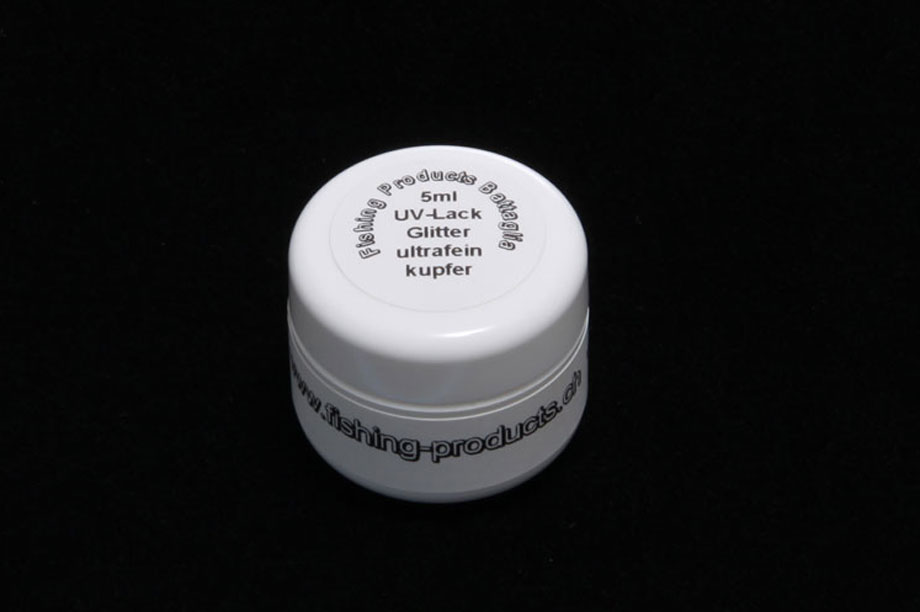 Fishing Products Battaglia
5ml
UV-Lack
Glitter
ultrafein
kupfer
www.fishing-products.ch